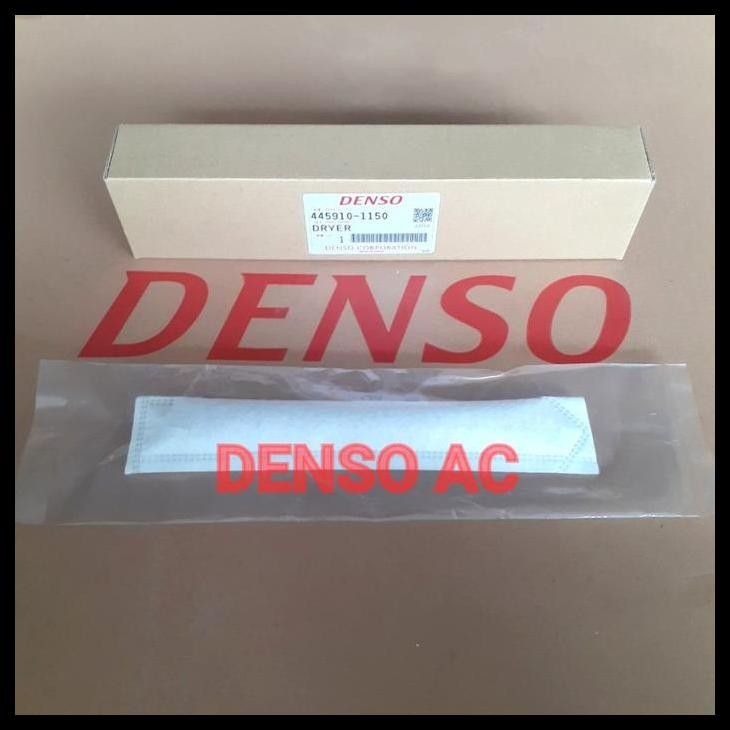 DENSO
445910-1150
DRYER
1
DENSO CORPORATION
DENSO
DENSO AC